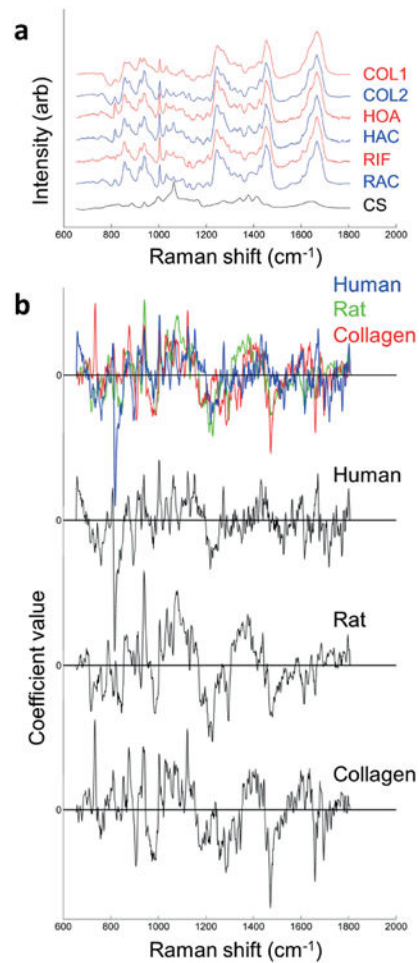 a
Intensity (arb)
COL1
COL2
HOA
HAC
RIF
RAC
CS
600 800 1000 1200 1400 1600 1800 2000
Raman shift (cm-1)
b
Human
Rat
Collagen
0
Human
0
Rat
0
Collagen
0
Coefficient value
600 800 1000 1200 1400 1600 1800 2000
Raman shift (cm-1)